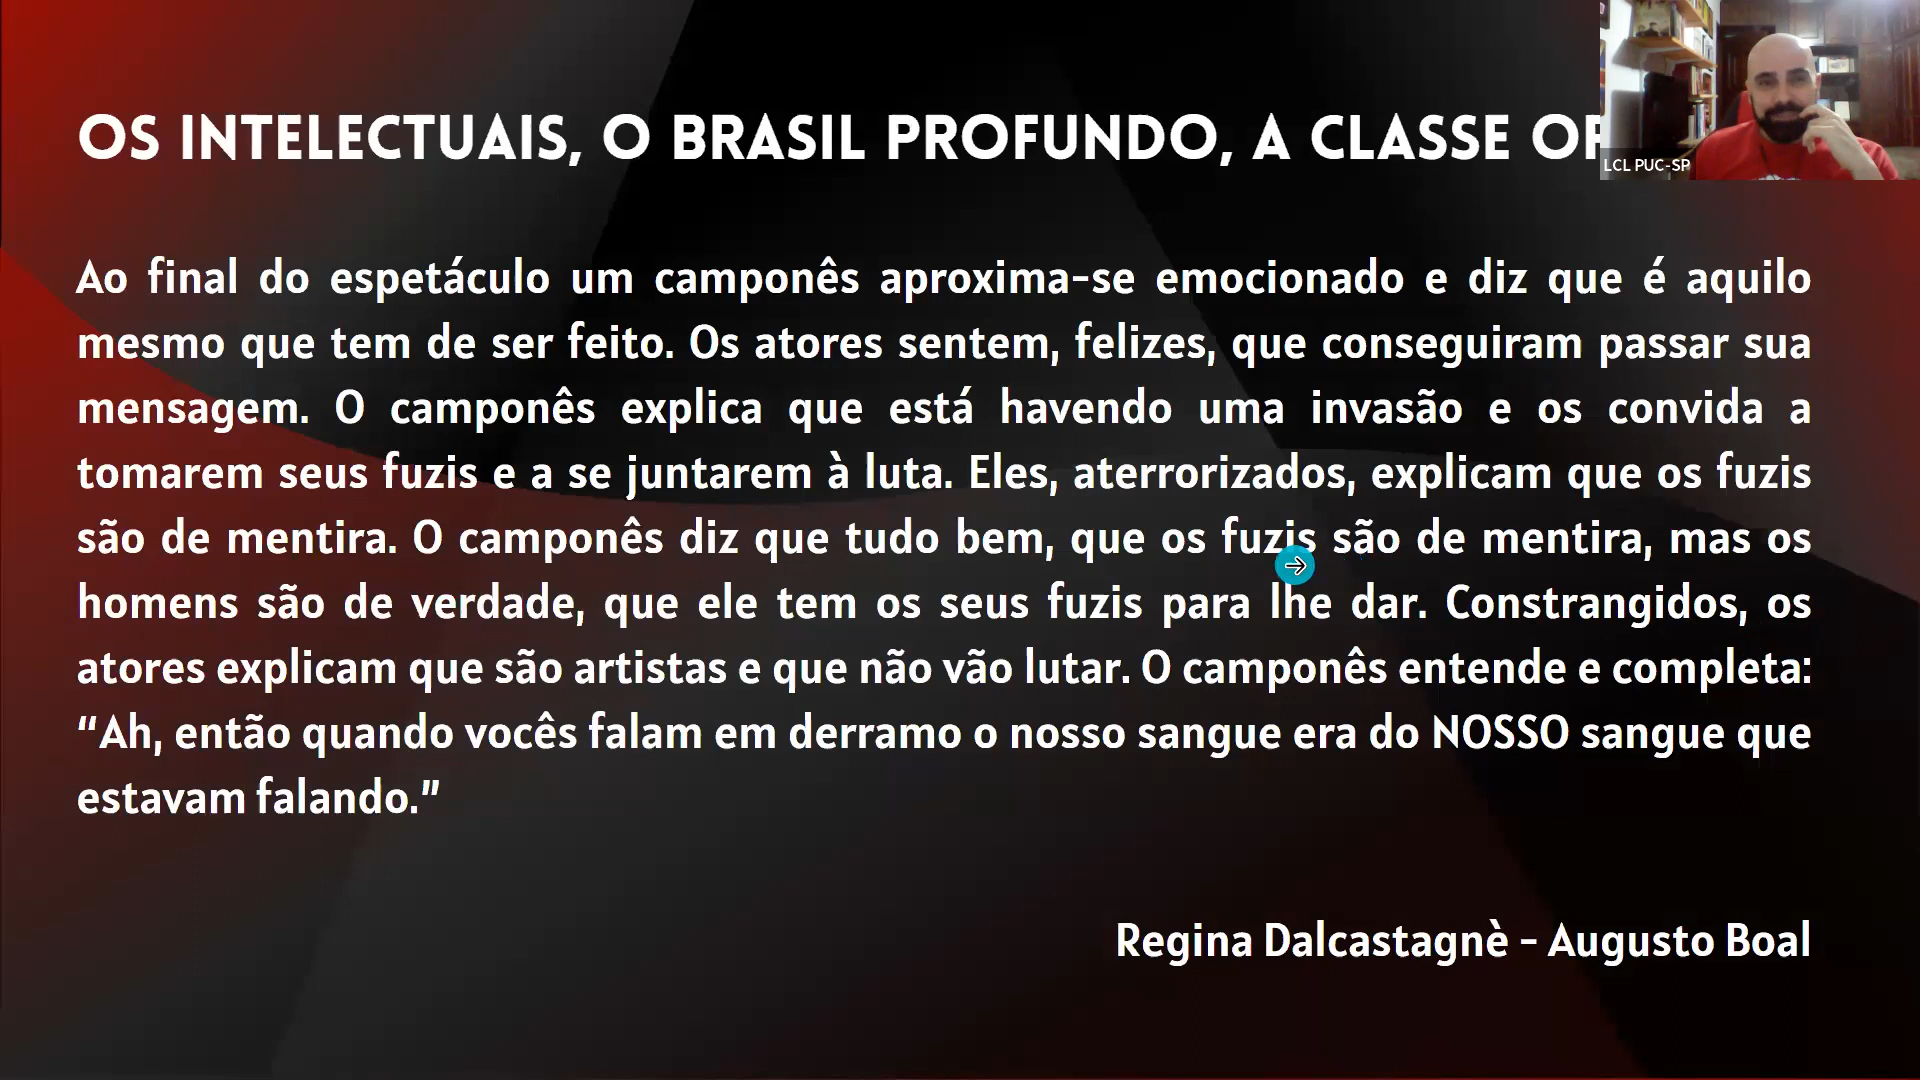 OS INTELECTUAIS, O BRASIL PROFUNDO, A CLASSE
LCL PUC-SP
Ao final do espetáculo um camponês aproxima-se emocionado e diz que é aquilo
mesmo que tem de ser feito. Os atores sentem, felizes, que conseguiram passar sua
mensagem. O camponês explica que está havendo uma invasão e os convida a
tomarem seus fuzis e a se juntarem à luta. Eles, aterrorizados, explicam que os fuzis
são de mentira. O camponês diz que tudo bem, que os fuzis são de mentira, mas os
homens são de verdade, que ele tem os seus fuzis para lhe dar. Constrangidos, os
atores explicam que são artistas e que não vão lutar. O camponês entende e completa:
“Ah, então quando vocês falam em derramo o nosso sangue era do NOSSO sangue que
estavam falando.”
Regina Dalcastagnè - Augusto Boal